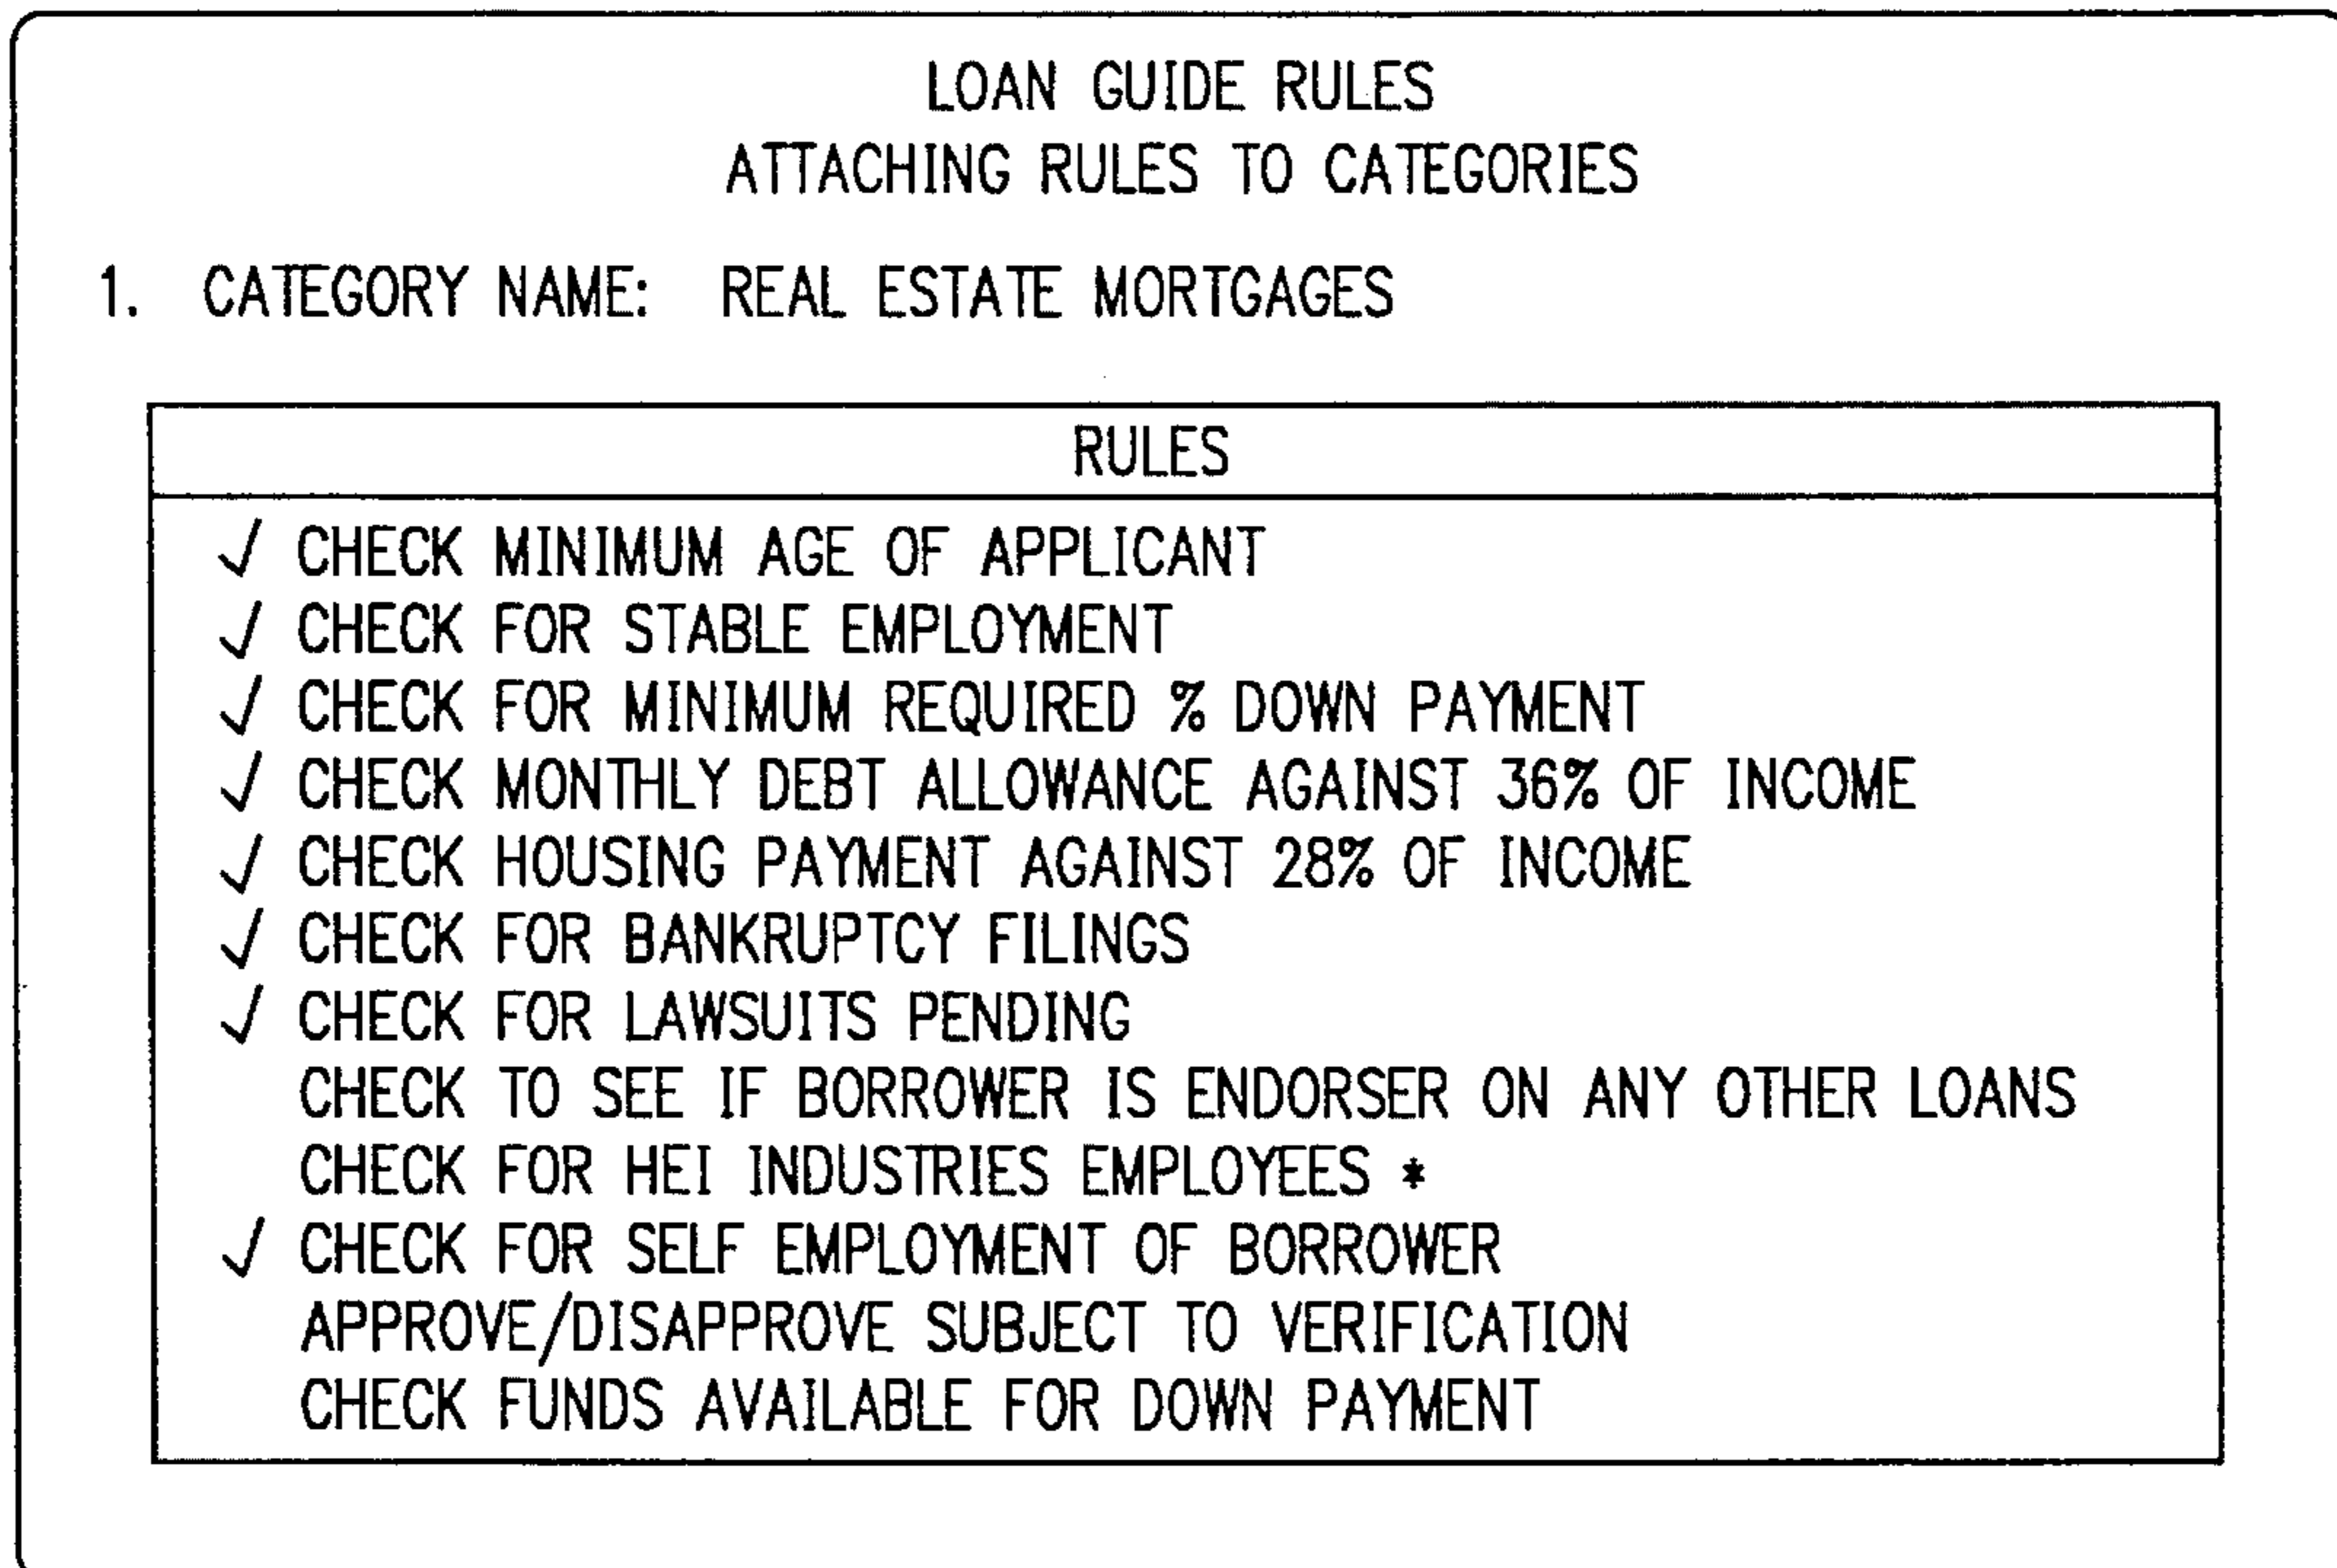 LOAN GUIDE RULES
ATTACHING RULES TO CATEGORIES
1. CATEGORY NAME: REAL ESTATE MORTGAGES
RULES
√ CHECK MINIMUM AGE OF APPLICANT
√ CHECK FOR STABLE EMPLOYMENT
√ CHECK FOR MINIMUM REQUIRED % DOWN PAYMENT
√ CHECK MONTHLY DEBT ALLOWANCE AGAINST 36% OF INCOME
√ CHECK HOUSING PAYMENT AGAINST 28% OF INCOME
√ CHECK FOR BANKRUPTCY FILINGS
√ CHECK FOR LAWSUITS PENDING
CHECK TO SEE IF BORROWER IS ENDORSER ON ANY OTHER LOANS
CHECK FOR HEI INDUSTRIES EMPLOYEES *
√ CHECK FOR SELF EMPLOYMENT OF BORROWER
APPROVE/DISAPPROVE SUBJECT TO VERIFICATION
CHECK FUNDS AVAILABLE FOR DOWN PAYMENT